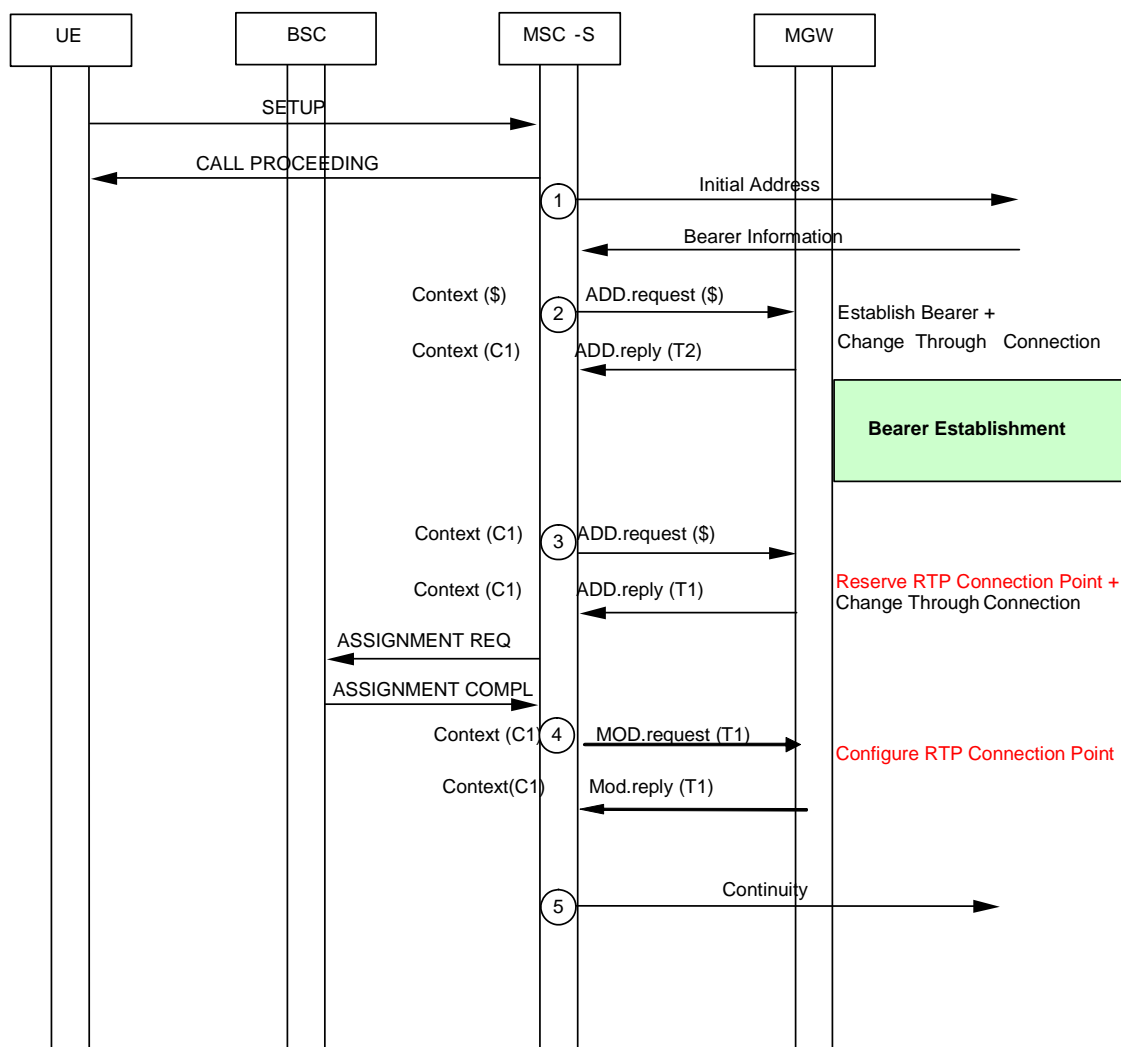 UE
BSC
MSC -S
MGW
SETUP
CALL PROCEEDING
1
Initial Address
Bearer Information
Context ($)
2
ADD.request ($)
Establish Bearer +
Change Through Connection
Context (C1)
ADD.reply (T2)
Bearer Establishment
Context (C1)
3
ADD.request ($)
Reserve RTP Connection Point +
Change Through Connection
Context (C1)
ADD.reply (T1)
ASSIGNMENT REQ
ASSIGNMENT COMPL
Context (C1)
4
MOD.request (T1)
Configure RTP Connection Point
Context(C1)
Mod.reply (T1)
5
Continuity